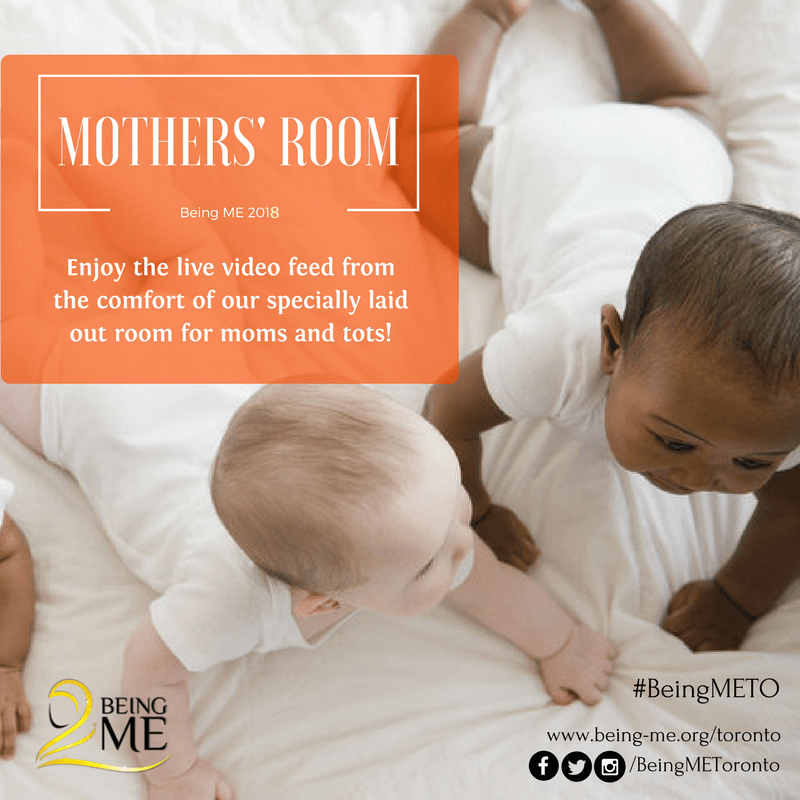 MOTHERS' ROOM
Being ME 2018
Enjoy the live video feed from
the comfort of our specially laid
out room for moms and tots!
BEING
ME
#BeingMETO
www.being-me.org/toronto
/BeingMEToronto